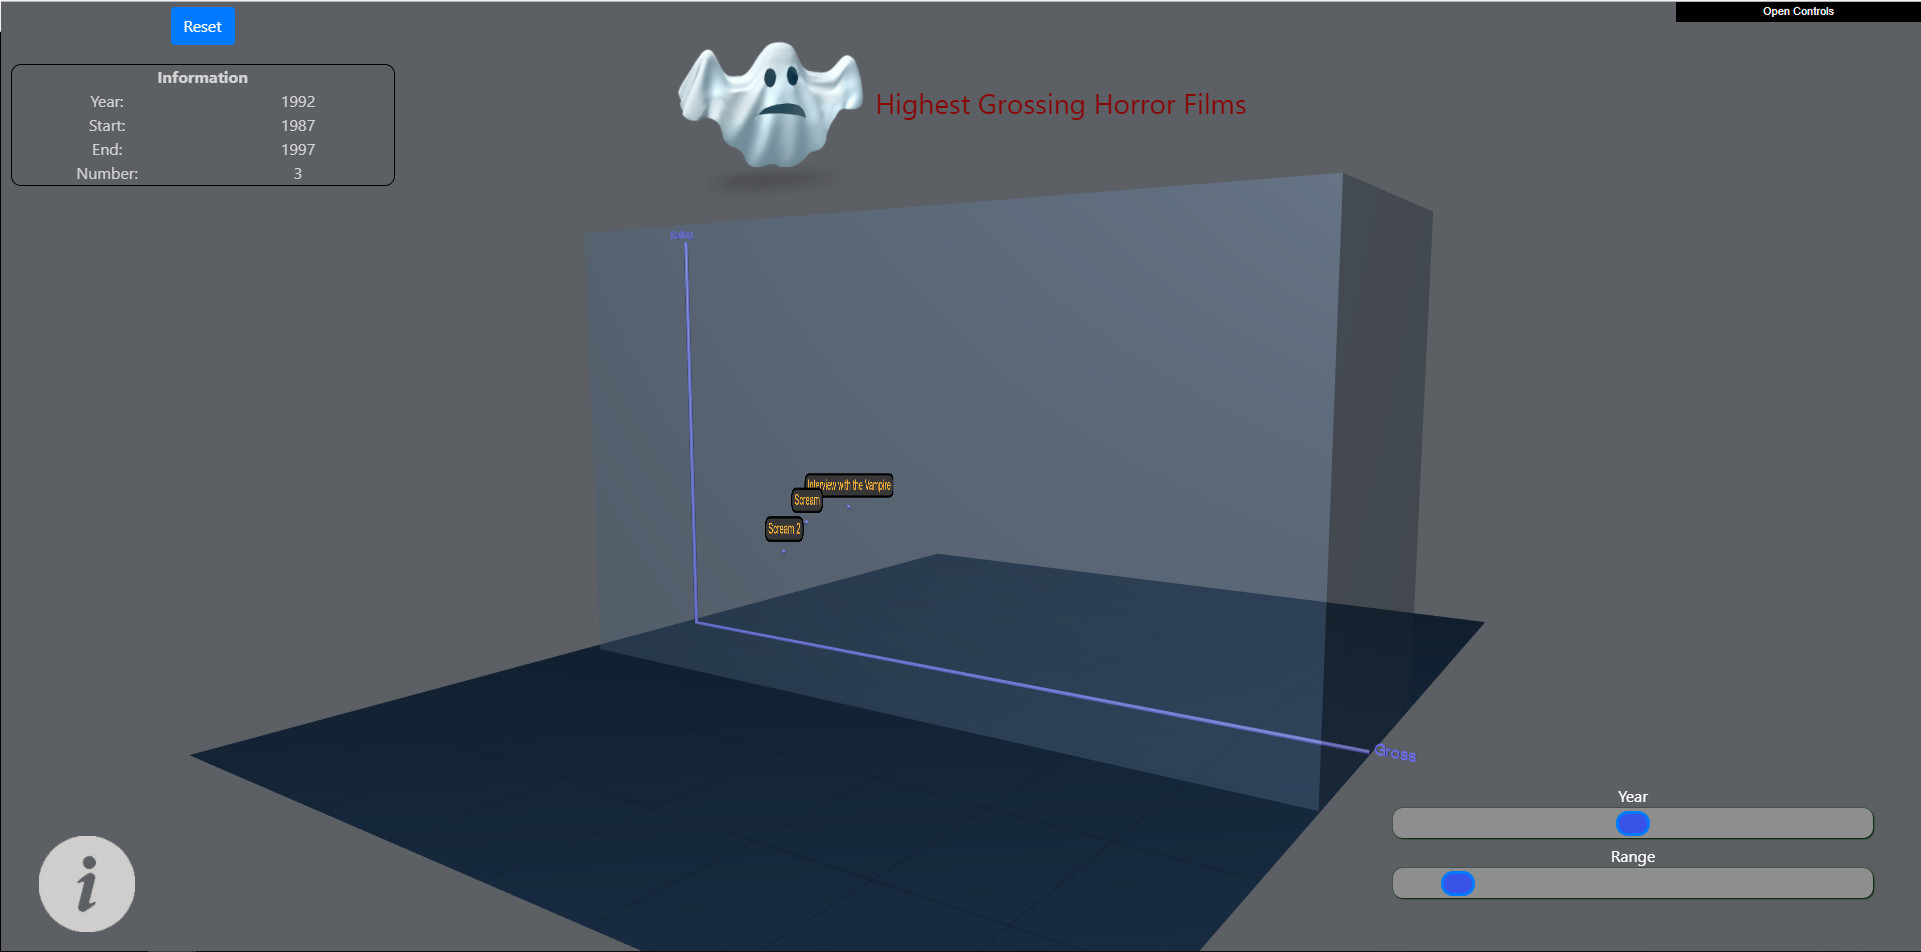 Reset
Open Controls
Information
Year: 1992
Start: 1987
End: 1997
Number: 3
Highest Grossing Horror Films
Interview with the Vampire
Scream
Scream 2
Gross
Year
Range
i